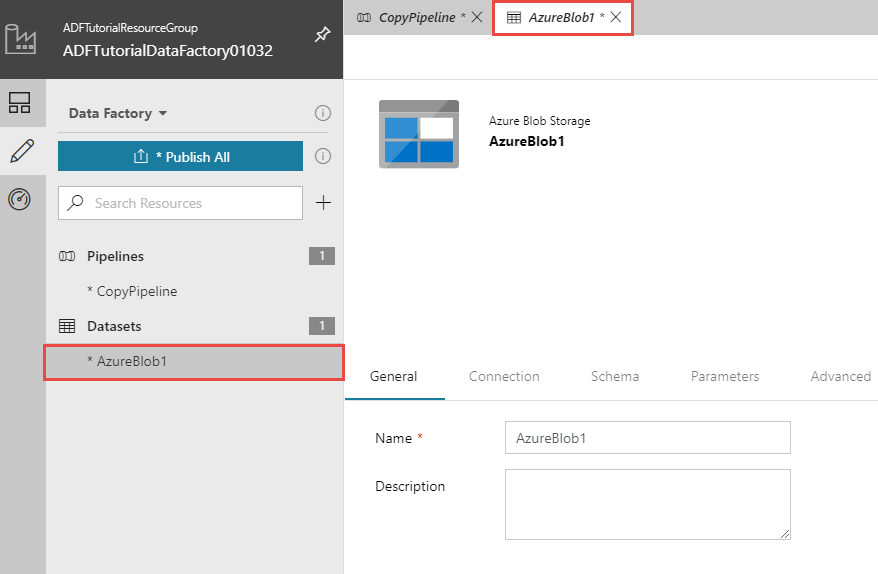 ADFTutorialResourceGroup
ADFTutorialDataFactory01032
CopyPipeline *
AzureBlob1 *
Data Factory
* Publish All
Search Resources
Pipelines 1
* CopyPipeline
Datasets 1
* AzureBlob1
Azure Blob Storage
AzureBlob1
General Connection Schema Parameters Advanced
Name * AzureBlob1
Description